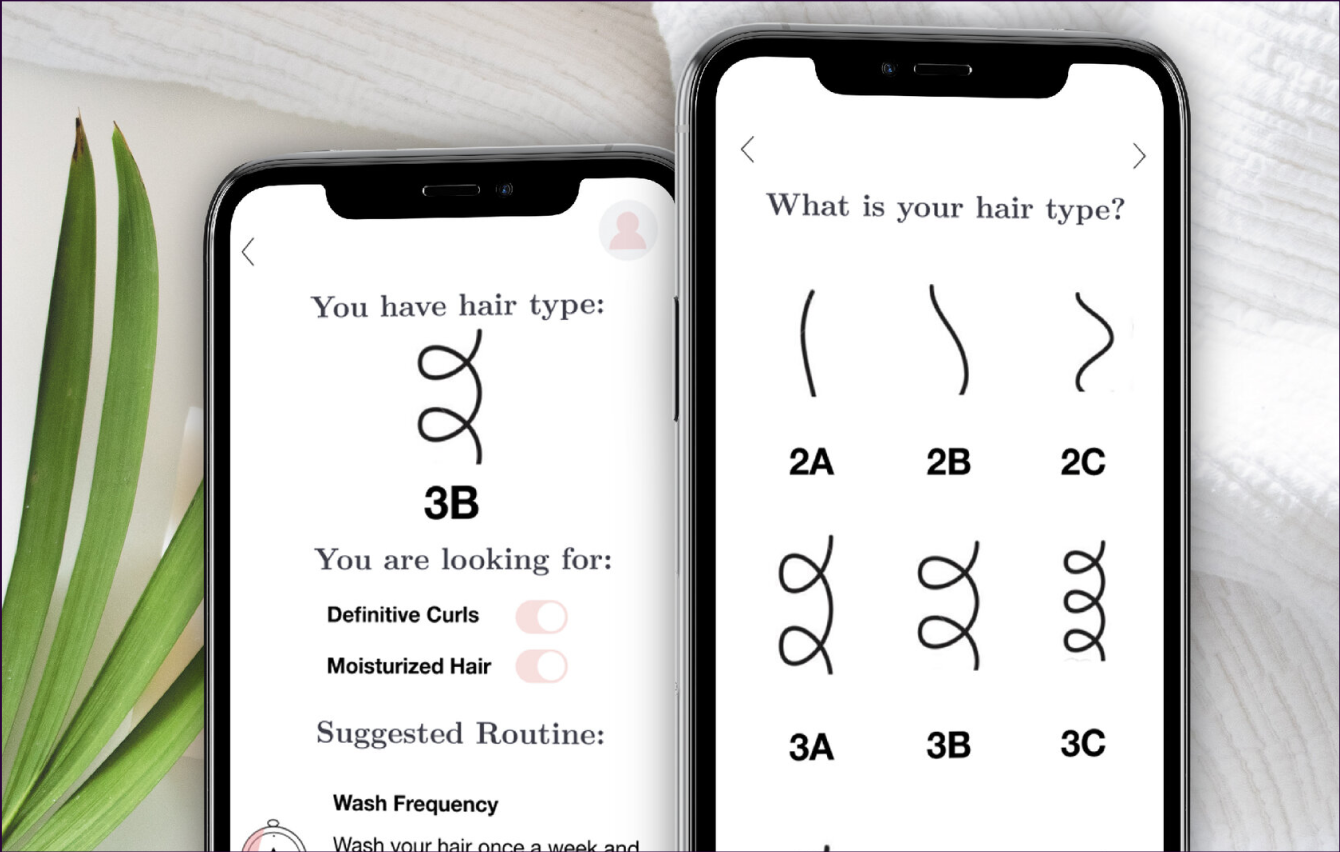 You have hair type:
3B
You are looking for:
Definitive Curls
Moisturized Hair
Suggested Routine:
Wash Frequency
Wash your hair once a week and
What is your hair type?
2A 2B 2C
3A 3B 3C